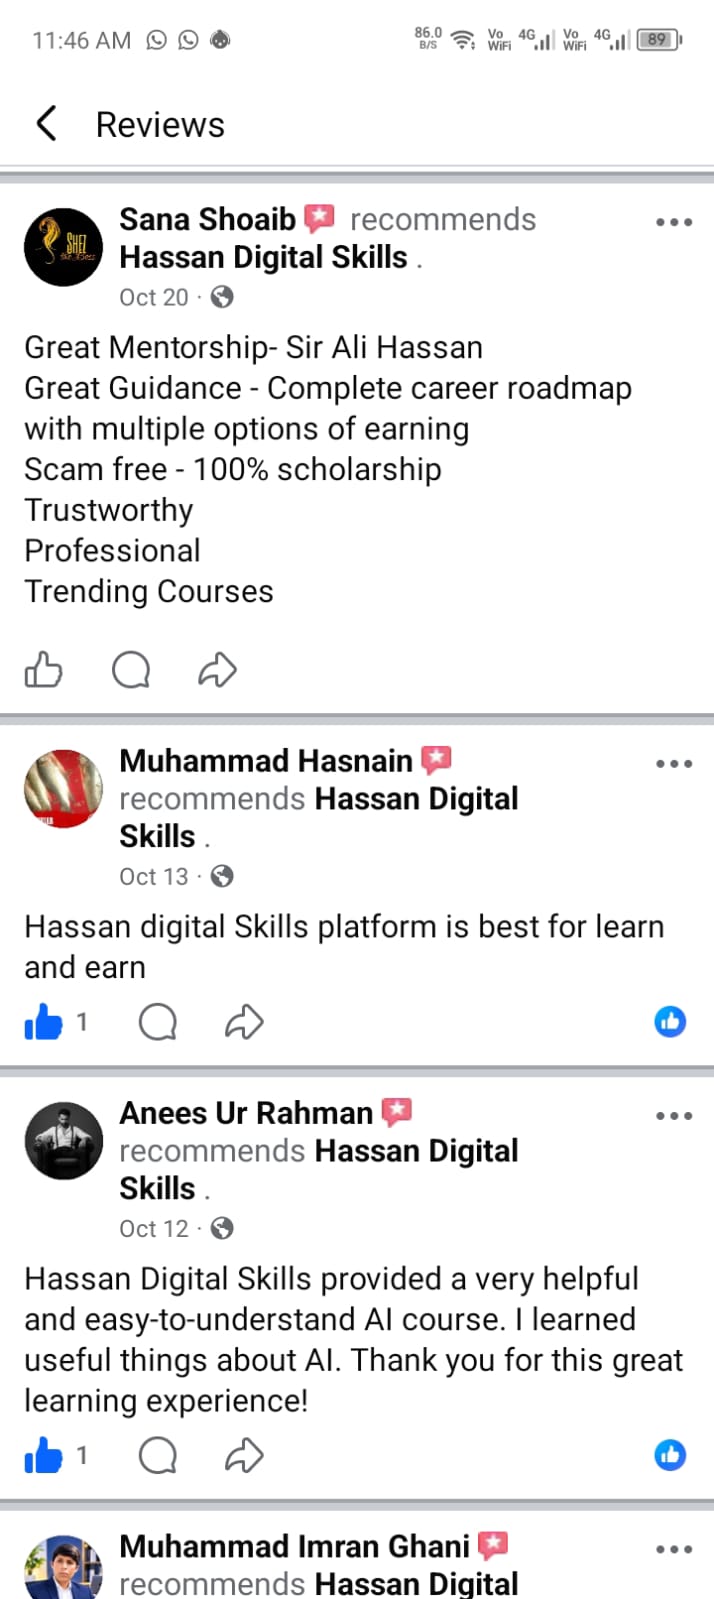 11:46 AM
86.0 B/S Vo WiFi 4G Vo WiFi 4G 89
Reviews
Sana Shoaib recommends
Hassan Digital Skills .
Oct 20 ·
SHEZ
the Boss
Great Mentorship- Sir Ali Hassan
Great Guidance - Complete career roadmap
with multiple options of earning
Scam free - 100% scholarship
Trustworthy
Professional
Trending Courses
Muhammad Hasnain
recommends Hassan Digital
Skills .
Oct 13 ·
Hassan digital Skills platform is best for learn
and earn
1
Anees Ur Rahman
recommends Hassan Digital
Skills .
Oct 12 ·
Hassan Digital Skills provided a very helpful
and easy-to-understand AI course. I learned
useful things about AI. Thank you for this great
learning experience!
1
Muhammad Imran Ghani
recommends Hassan Digital